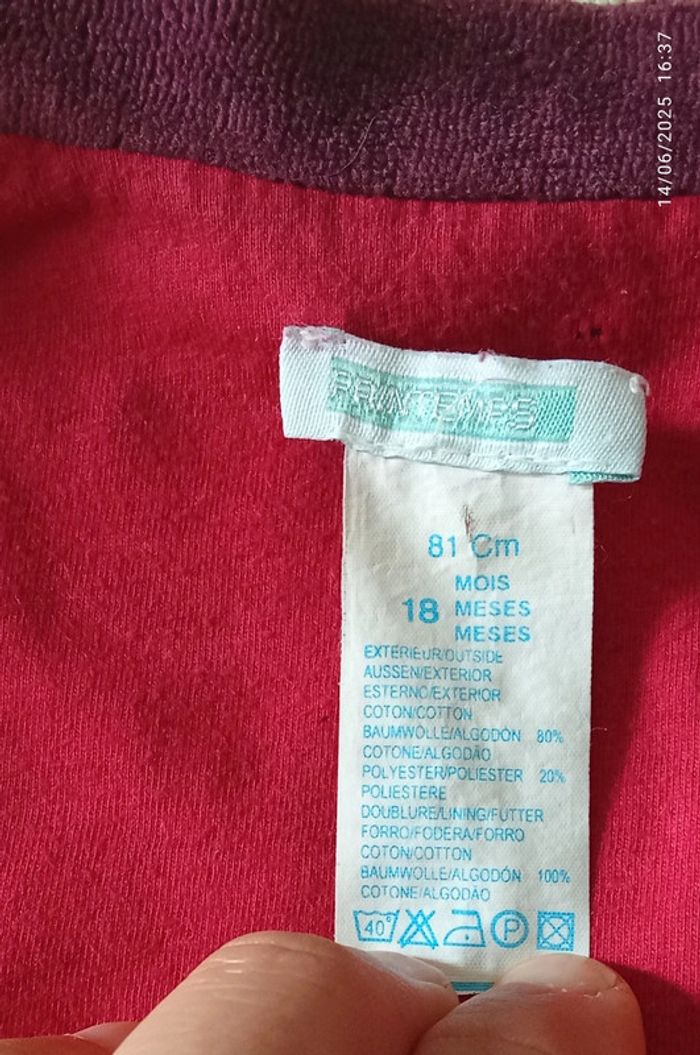 14/06/2025 16:37
PRINTEMPS
81 Cm
MOIS
18 MESES
MESES
EXTERIEUR/OUTSIDE
AUSSEN/EXTERIOR
ESTERNO/EXTERIOR
COTON/COTTON
BAUMWOLLE/ALGODÓN 80%
COTONE/ALGODÃO
POLYESTER/POLIESTER 20%
POLIESTERE
DOUBLURE/LINING/FUTTER
FORRO/FODERA/FORRO
COTON/COTTON
BAUMWOLLE/ALGODÓN 100%
COTONE/ALGODÃO
40° P